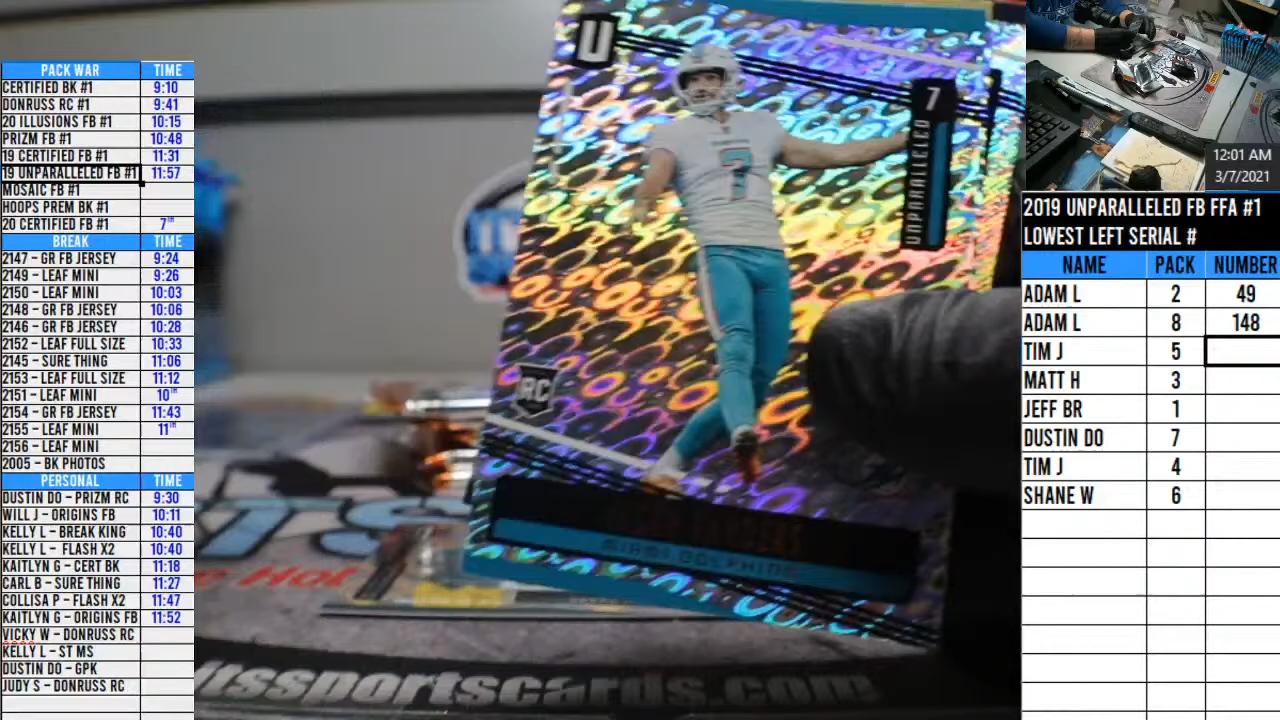 PACK WAR TIME
CERTIFIED BK #1 9:10
DONRUSS RC #1 9:41
20 ILLUSIONS FB #1 10:15
PRIZM FB #1 10:48
19 CERTIFIED FB #1 11:31
19 UNPARALLELED FB #1 11:57
MOSAIC FB #1
HOOPS PREM BK #1
20 CERTIFIED FB #1 7TH
BREAK TIME
2147 – GR FB JERSEY 9:24
2149 – LEAF MINI 9:26
2150 – LEAF MINI 10:03
2148 – GR FB JERSEY 10:06
2146 – GR FB JERSEY 10:28
2152 – LEAF FULL SIZE 10:33
2145 – SURE THING 11:06
2153 – LEAF FULL SIZE 11:12
2151 – LEAF MINI 10TH
2154 – GR FB JERSEY 11:43
2155 – LEAF MINI 11TH
2156 – LEAF MINI
2005 – BK PHOTOS
PERSONAL TIME
DUSTIN DO – PRIZM RC 9:30
WILL J – ORIGINS FB 10:11
KELLY L – BREAK KING 10:40
KELLY L – FLASH X2 10:40
KAITLYN G – CERT BK 11:18
CARL B – SURE THING 11:27
COLLISA P – FLASH X2 11:47
KAITLYN G – ORIGINS FB 11:52
VICKY W – DONRUSS RC
KELLY L – ST MS
DUSTIN DO – GPK
JUDY S – DONRUSS RC
U
7
UNPARALLELED
7
RC
MIAMI DOLPHINS
Hot
itssportscards.com
12:01 AM
3/7/2021
2019 UNPARALLELED FB FFA #1
LOWEST LEFT SERIAL #
NAME PACK NUMBER
ADAM L 2 49
ADAM L 8 148
TIM J 5
MATT H 3
JEFF BR 1
DUSTIN DO 7
TIM J 4
SHANE W 6